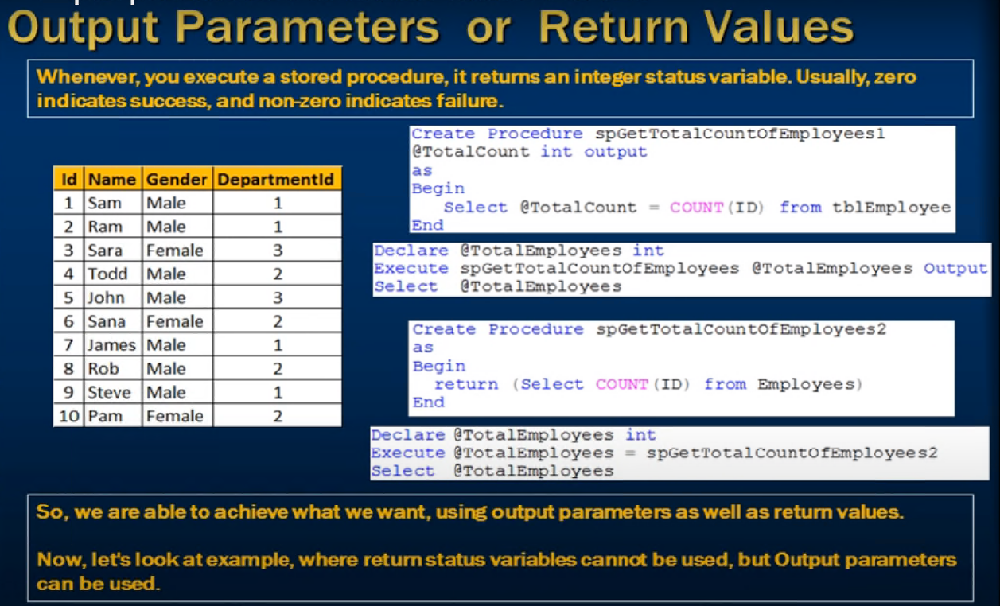 Output Parameters or Return Values
Whenever, you execute a stored procedure, it returns an integer status variable. Usually, zero
indicates success, and non-zero indicates failure.
Id Name Gender DepartmentId
1 Sam Male 1
2 Ram Male 1
3 Sara Female 3
4 Todd Male 2
5 John Male 3
6 Sana Female 2
7 James Male 1
8 Rob Male 2
9 Steve Male 1
10 Pam Female 2
Create Procedure spGetTotalCountOfEmployees1
@TotalCount int output
as
Begin
Select @TotalCount = COUNT(ID) from tblEmployee
End
Declare @TotalEmployees int
Execute spGetTotalCountOfEmployees @TotalEmployees Output
Select @TotalEmployees
Create Procedure spGetTotalCountOfEmployees2
as
Begin
return (Select COUNT(ID) from Employees)
End
Declare @TotalEmployees int
Execute @TotalEmployees = spGetTotalCountOfEmployees2
Select @TotalEmployees
So, we are able to achieve what we want, using output parameters as well as return values.
Now, let's look at example, where return status variables cannot be used, but Output parameters
can be used.